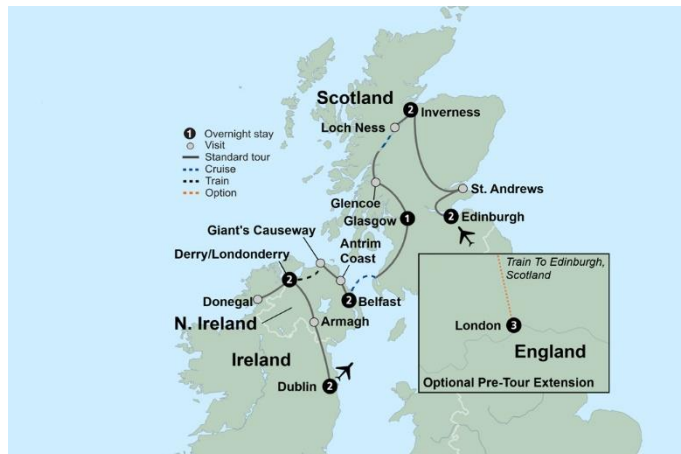 Scotland
2 Inverness
Loch Ness
1 Overnight stay
Visit
Standard tour
Cruise
Train
Option
St. Andrews
Glencoe
Glasgow 1
2 Edinburgh
Giant's Causeway
Antrim
Coast
Derry/Londonderry
2
2 Belfast
Donegal
N. Ireland
Armagh
Ireland
Dublin 2
Train To Edinburgh,
Scotland
London 3
England
Optional Pre-Tour Extension